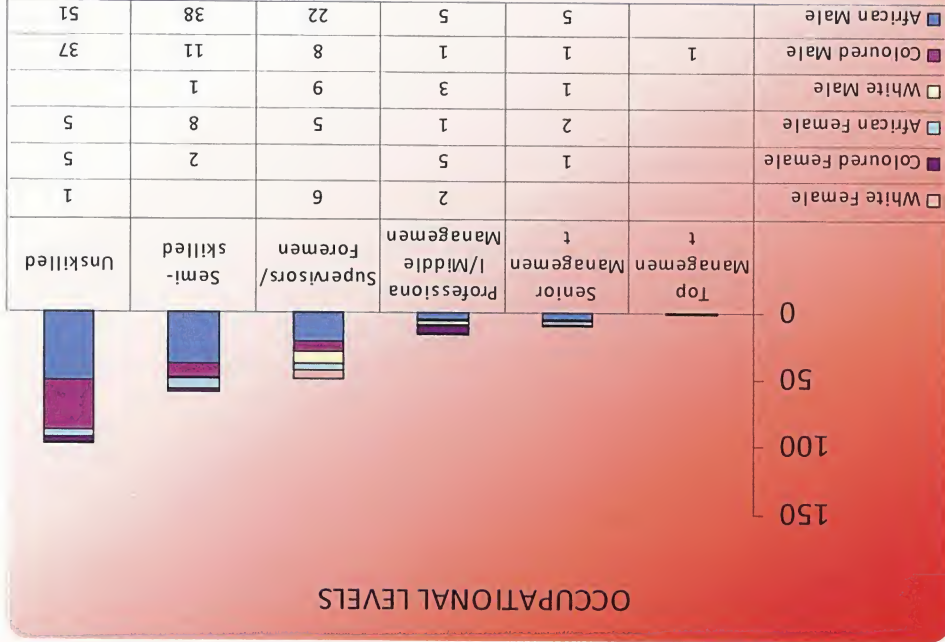 OCCUPATIONAL LEVELS
150
100
50
0
Top
Managemen
t
Senior
Managemen
t
Professiona
l/Middle
Managemen
Supervisors/
Foremen
Semi-
skilled
Unskilled
White Female 2 6 1
Coloured Female 1 5 2 5
African Female 2 1 5 8 5
White Male 1 3 9 1
Coloured Male 1 1 1 8 11 37
African Male 5 5 22 38 51